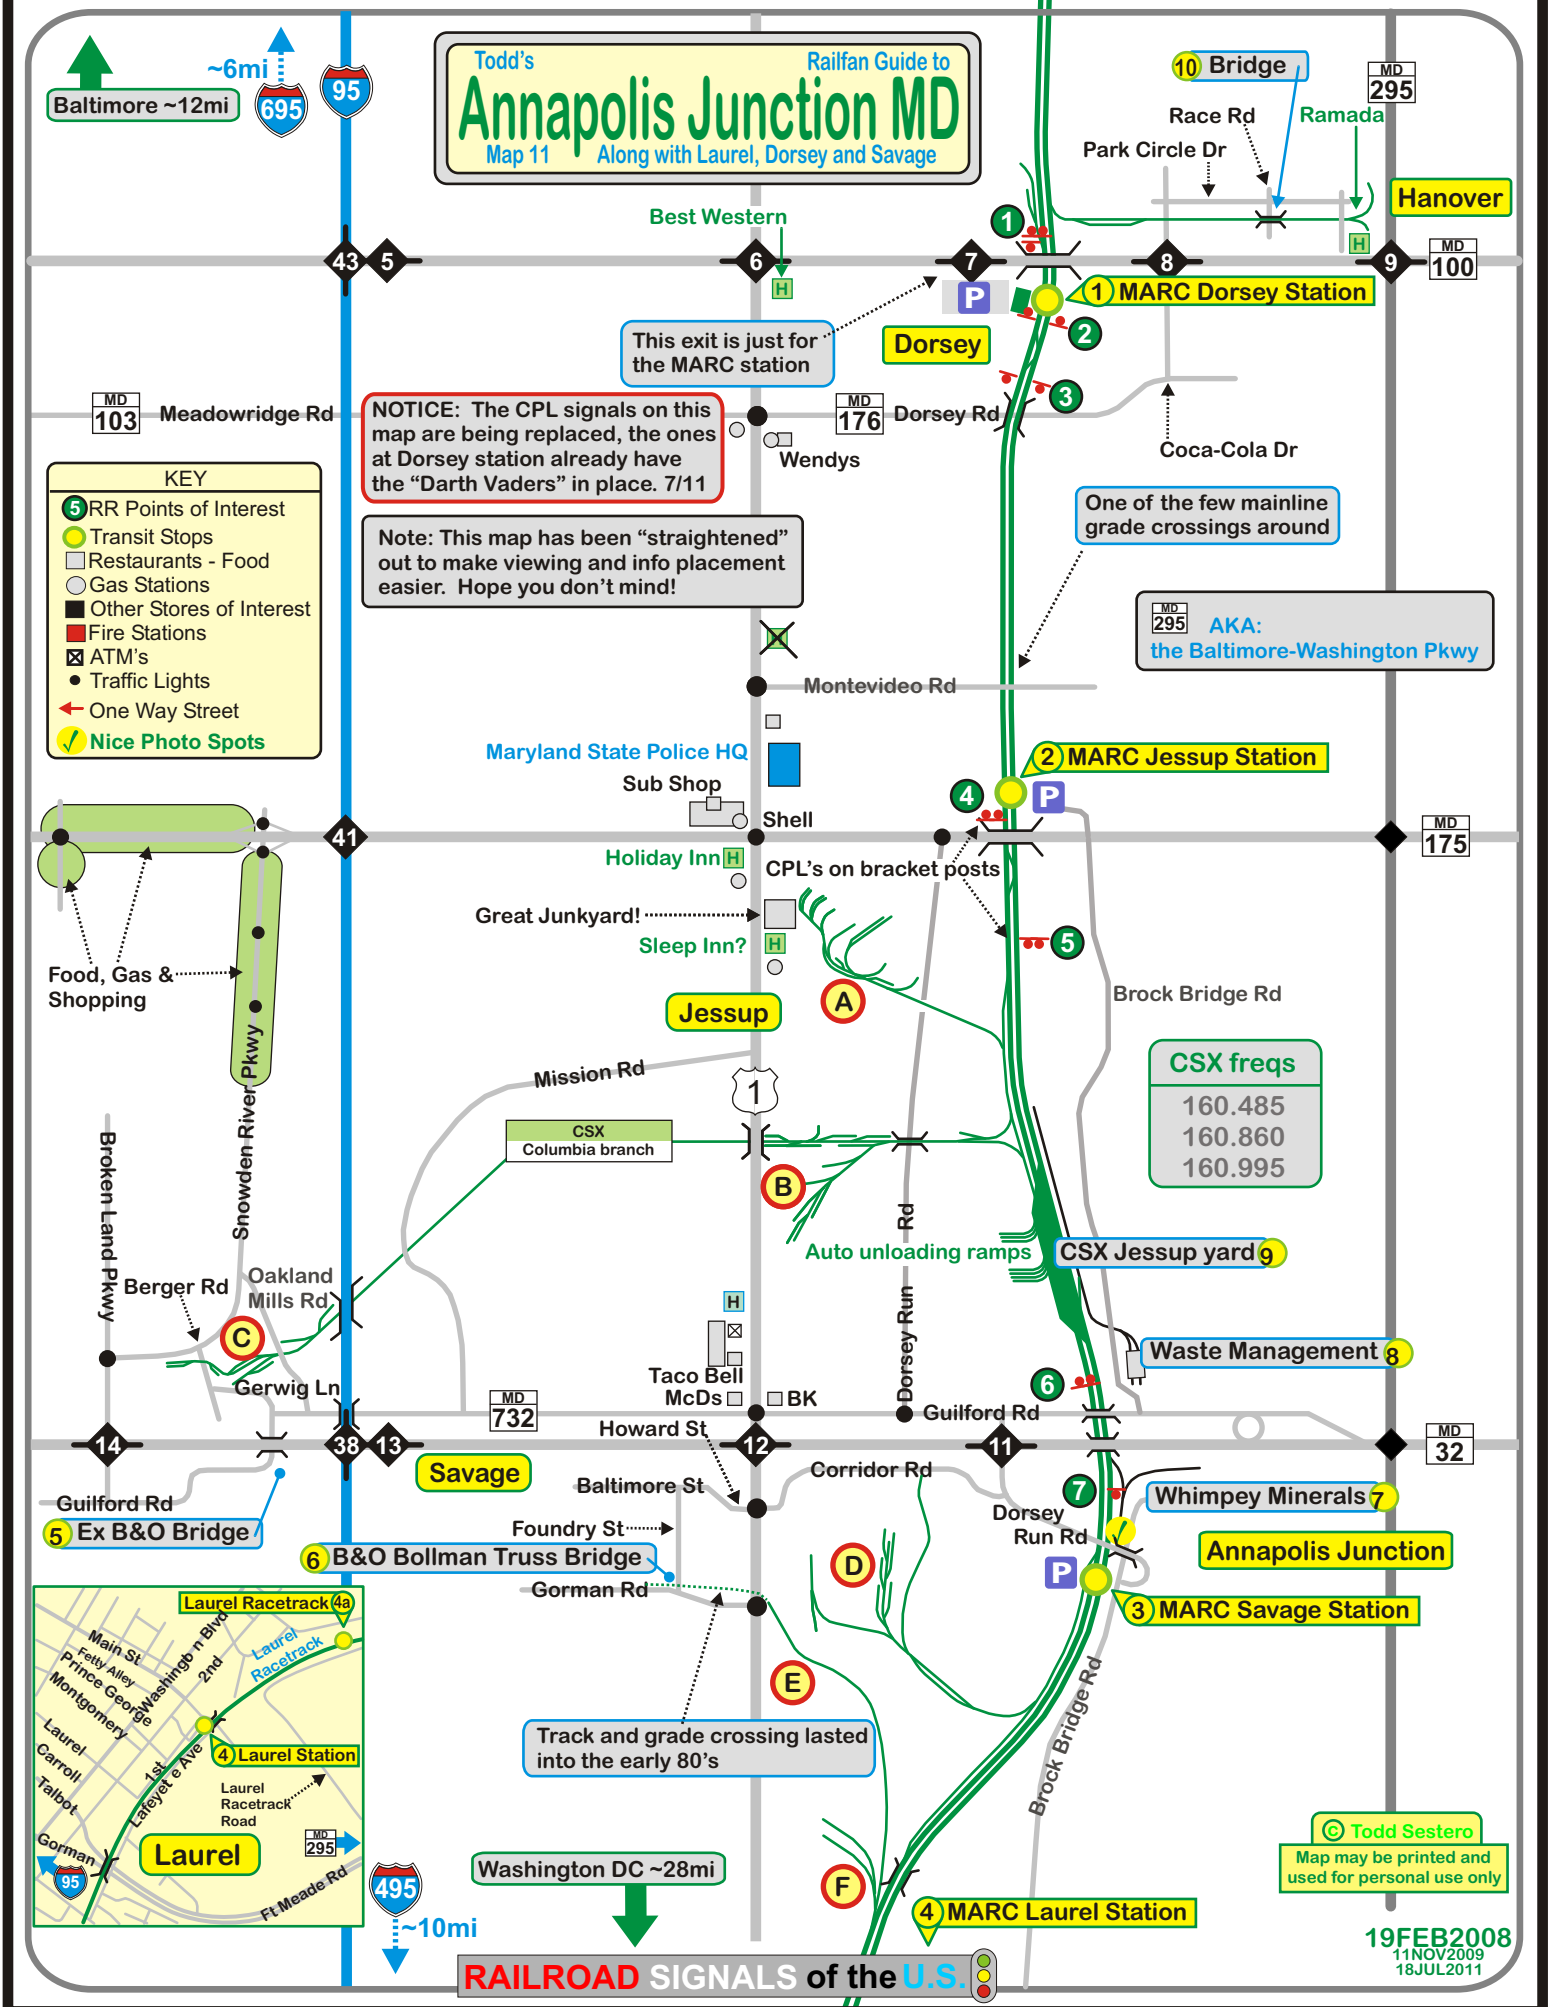 Baltimore ~12mi
~6mi
695
95
Todd's
Railfan Guide to
Annapolis Junction MD
Map 11
Along with Laurel, Dorsey and Savage
10 Bridge
MD
295
Race Rd
Ramada
Park Circle Dr
Hanover
Best Western
1
H
H
43
5
6
7
8
9
MD
100
P
1 MARC Dorsey Station
This exit is just for
the MARC station
Dorsey
2
3
MD
103
Meadowridge Rd
NOTICE: The CPL signals on this
map are being replaced, the ones
at Dorsey station already have
the “Darth Vaders” in place. 7/11
MD
176
Dorsey Rd
Wendys
Coca-Cola Dr
KEY
5 RR Points of Interest
Transit Stops
Restaurants - Food
Gas Stations
Other Stores of Interest
Fire Stations
ATM's
Traffic Lights
One Way Street
Nice Photo Spots
One of the few mainline
grade crossings around
Note: This map has been “straightened”
out to make viewing and info placement
easier. Hope you don't mind!
MD
295
AKA:
the Baltimore-Washington Pkwy
H
Montevideo Rd
Maryland State Police HQ
2 MARC Jessup Station
Sub Shop
4
P
Shell
41
MD
175
Holiday Inn H
CPL's on bracket posts
Great Junkyard!
Sleep Inn? H
5
Food, Gas &
Shopping
A
Brock Bridge Rd
Jessup
Snowden River Pkwy
Mission Rd
1
CSX freqs
160.485
160.860
160.995
CSX
Columbia branch
Broken Land Pkwy
B
Auto unloading ramps
CSX Jessup yard 9
Dorsey Run Rd
Berger Rd
Oakland
Mills Rd
C
H
Waste Management 8
Taco Bell
McDs
BK
6
Gerwig Ln
MD
732
Guilford Rd
Howard St
14
38
13
12
11
MD
32
Savage
Corridor Rd
Baltimore St
7
Whimpey Minerals 7
Guilford Rd
5 Ex B&O Bridge
Foundry St
Dorsey
Run Rd
Annapolis Junction
6 B&O Bollman Truss Bridge
D
P
Gorman Rd
3 MARC Savage Station
Laurel Racetrack 4a
Laurel
Racetrack
Main St
Fetty Alley
Prince George
Montgomery
Washingto n Blvd
2nd
Laurel
Carroll
Talbot
Gorman
1st
Lafeyet e Ave
4 Laurel Station
Laurel
Racetrack
Road
MD
295
Laurel
95
Ft Meade Rd
E
Track and grade crossing lasted
into the early 80's
Brock Bridge Rd
495
~10mi
Washington DC ~28mi
F
4 MARC Laurel Station
C Todd Sestero
Map may be printed and
used for personal use only
19FEB2008
11NOV2009
18JUL2011
RAILROAD SIGNALS of the U.S.